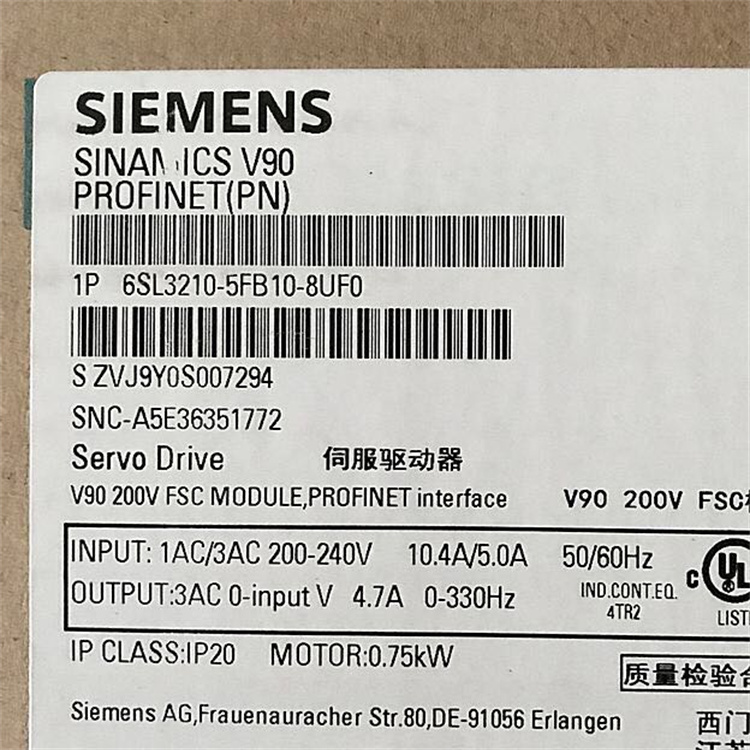 SIEMENS
SINAMICS V90
PROFINET(PN)
1P 6SL3210-5FB10-8UF0
S ZVJ9Y0S007294
SNC-A5E36351772
Servo Drive 伺服驱动器
V90 200V FSC MODULE,PROFINET interface V90 200V FSC
INPUT: 1AC/3AC 200-240V 10.4A/5.0A 50/60Hz
OUTPUT:3AC 0-input V 4.7A 0-330Hz
IND.CONT.EQ.
4TR2
c UL
LIST
IP CLASS:IP20 MOTOR:0.75kW
质量检验合
Siemens AG,Frauenauracher Str.80,DE-91056 Erlangen 西门